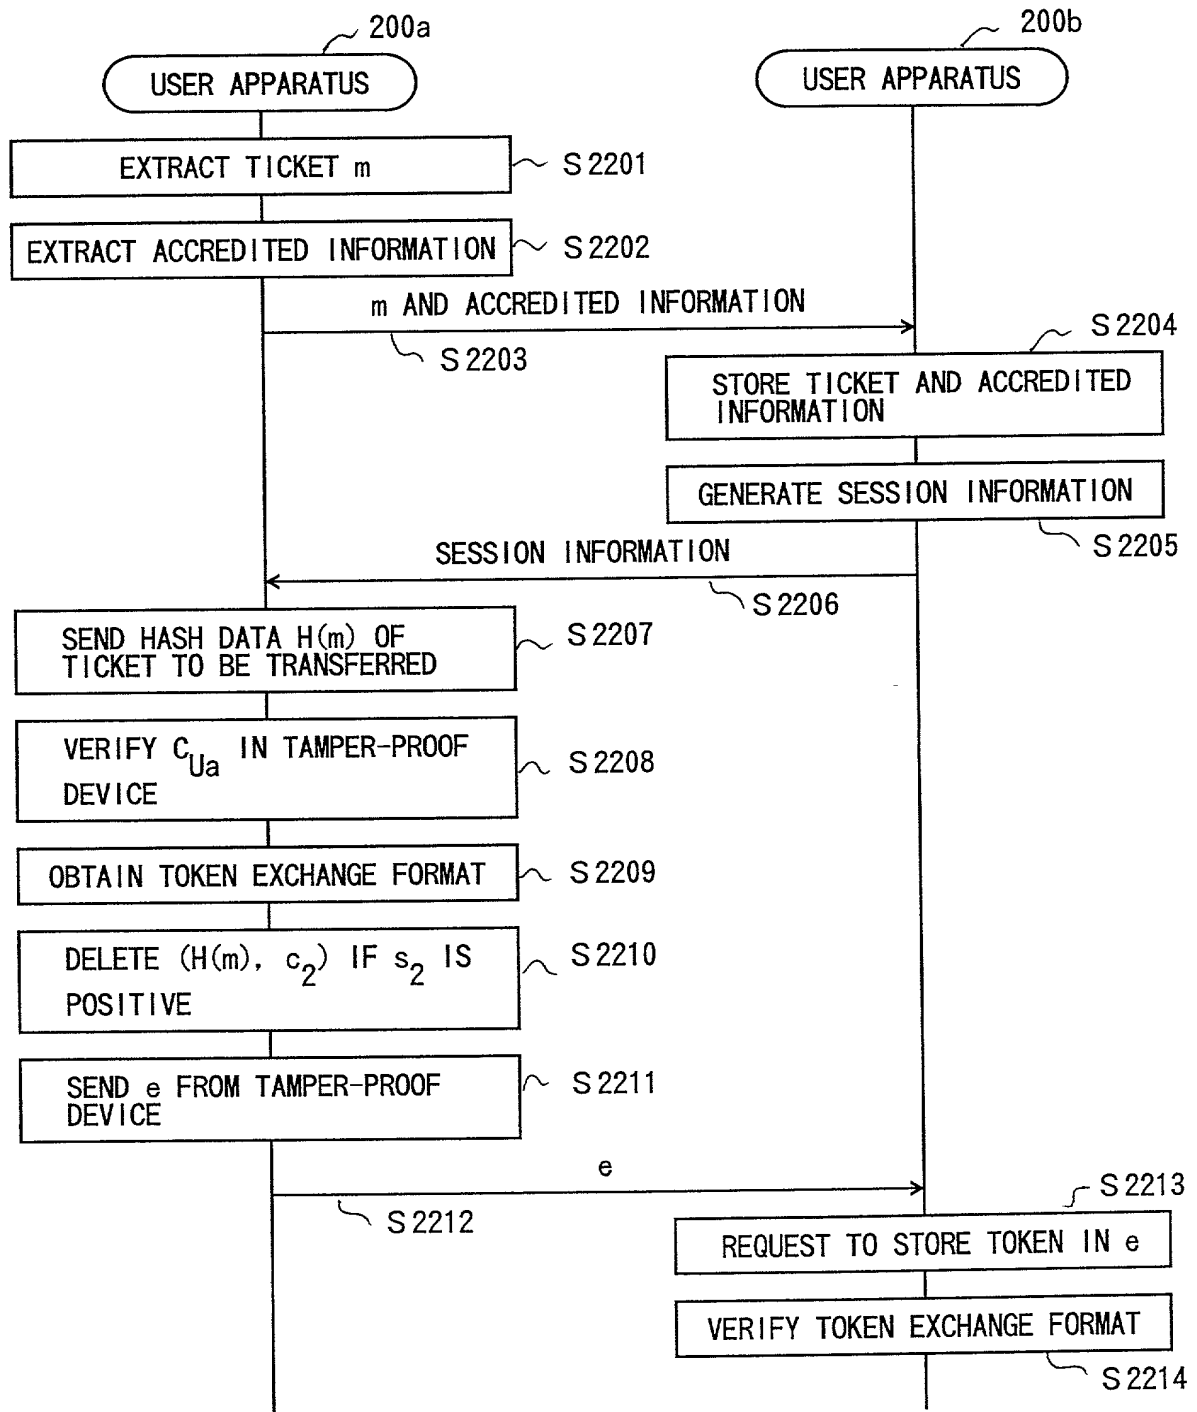 200a
200b
USER APPARATUS
USER APPARATUS
EXTRACT TICKET m
S2201
EXTRACT ACCREDITED INFORMATION
S2202
m AND ACCREDITED INFORMATION
S2203
S2204
STORE TICKET AND ACCREDITED
INFORMATION
GENERATE SESSION INFORMATION
S2205
SESSION INFORMATION
S2206
SEND HASH DATA H(m) OF
TICKET TO BE TRANSFERRED
S2207
VERIFY C_Ua IN TAMPER-PROOF
DEVICE
S2208
OBTAIN TOKEN EXCHANGE FORMAT
S2209
DELETE (H(m), c₂) IF s₂ IS
POSITIVE
S2210
SEND e FROM TAMPER-PROOF
DEVICE
S2211
e
S2212
S2213
REQUEST TO STORE TOKEN IN e
VERIFY TOKEN EXCHANGE FORMAT
S2214